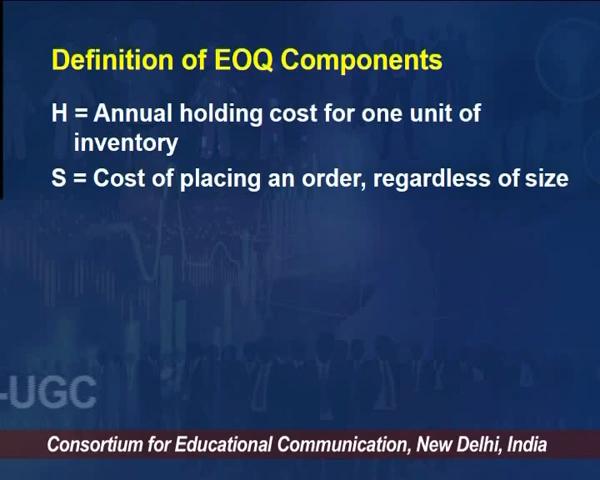 Definition of EOQ Components
H = Annual holding cost for one unit of
inventory
S = Cost of placing an order, regardless of size
-UGC
Consortium for Educational Communication, New Delhi, India